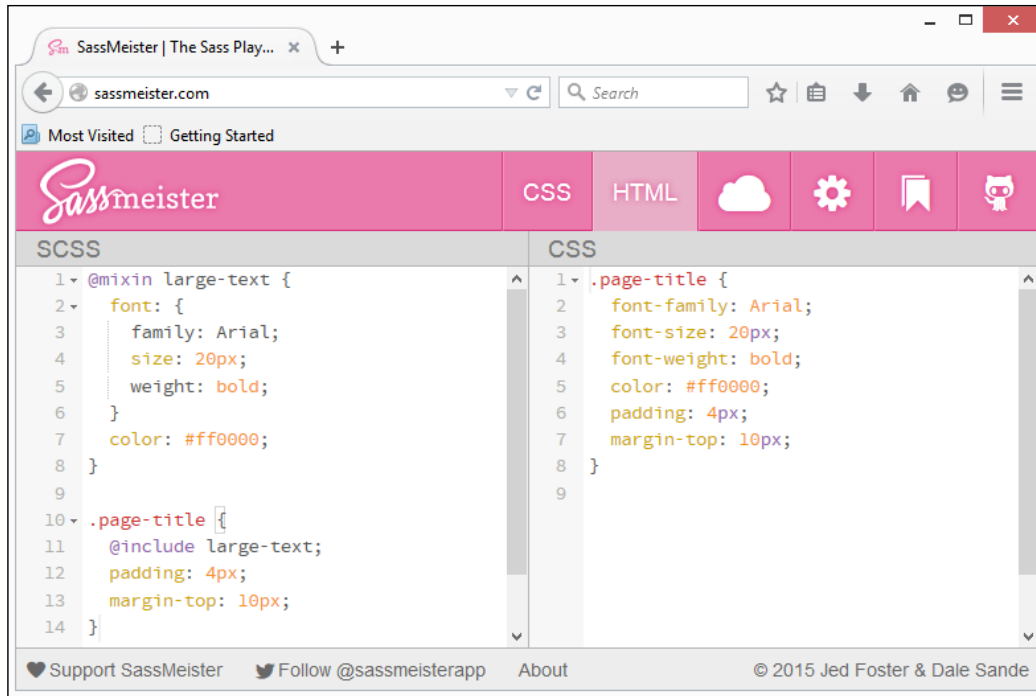 SassMeister | The Sass Play...
sassmeister.com
Search
Most Visited
Getting Started
Sassmeister
CSS
HTML
SCSS
1 @mixin large-text {
2 font: {
3 family: Arial;
4 size: 20px;
5 weight: bold;
6 }
7 color: #ff0000;
8 }
9
10 .page-title {
11 @include large-text;
12 padding: 4px;
13 margin-top: 10px;
14 }
CSS
1 .page-title {
2 font-family: Arial;
3 font-size: 20px;
4 font-weight: bold;
5 color: #ff0000;
6 padding: 4px;
7 margin-top: 10px;
8 }
9
Support SassMeister
Follow @sassmeisterapp
About
© 2015 Jed Foster & Dale Sande